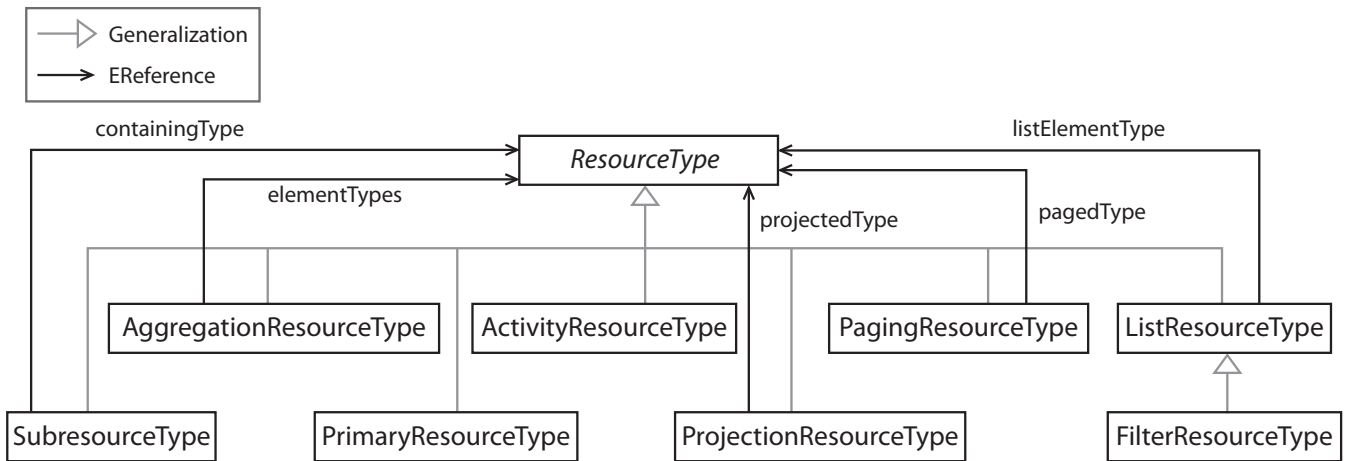 Generalization
EReference
containingType
listElementType
ResourceType
elementTypes
projectedType
pagedType
AggregationResourceType
ActivityResourceType
PagingResourceType
ListResourceType
SubresourceType
PrimaryResourceType
ProjectionResourceType
FilterResourceType